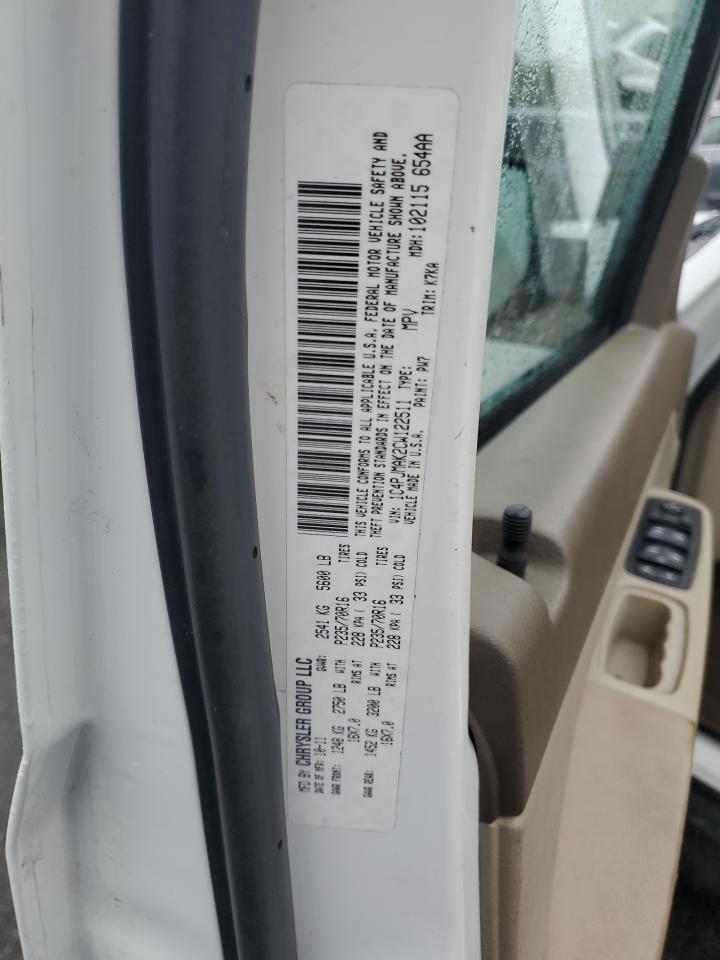 MFD BY CHRYSLER GROUP LLC
DATE OF MFR: 10-11 GVWR: 2541 KG 5600 LB
GAWR FRONT: 1248 KG 2750 LB WITH P235/70R16 TIRES
16X7.0 RIMS AT 228 KPA ( 33 PSI) COLD
GAWR REAR: 1452 KG 3200 LB WITH P235/70R16 TIRES
16X7.0 RIMS AT 228 KPA ( 33 PSI) COLD
THIS VEHICLE CONFORMS TO ALL APPLICABLE U.S.A. FEDERAL MOTOR VEHICLE SAFETY AND
THEFT PREVENTION STANDARDS IN EFFECT ON THE DATE OF MANUFACTURE SHOWN ABOVE.
VIN: 1C4PJMAK2CW122511 TYPE: MPV MDH:102115 654AA
VEHICLE MADE IN U.S.A. PAINT: PW7 TRIM: K7KA